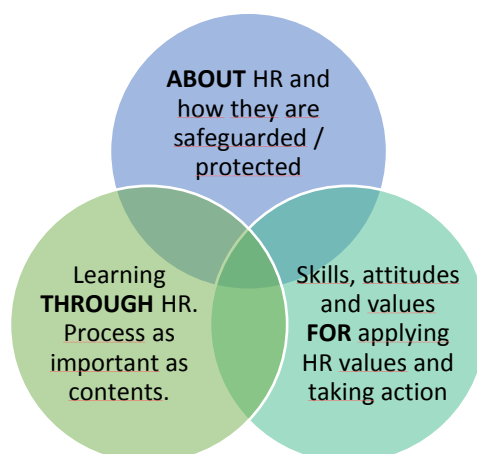 ABOUT HR and
how they are
safeguarded /
protected
Learning
THROUGH HR.
Process as
important as
contents.
Skills, attitudes
and values
FOR applying
HR values and
taking action